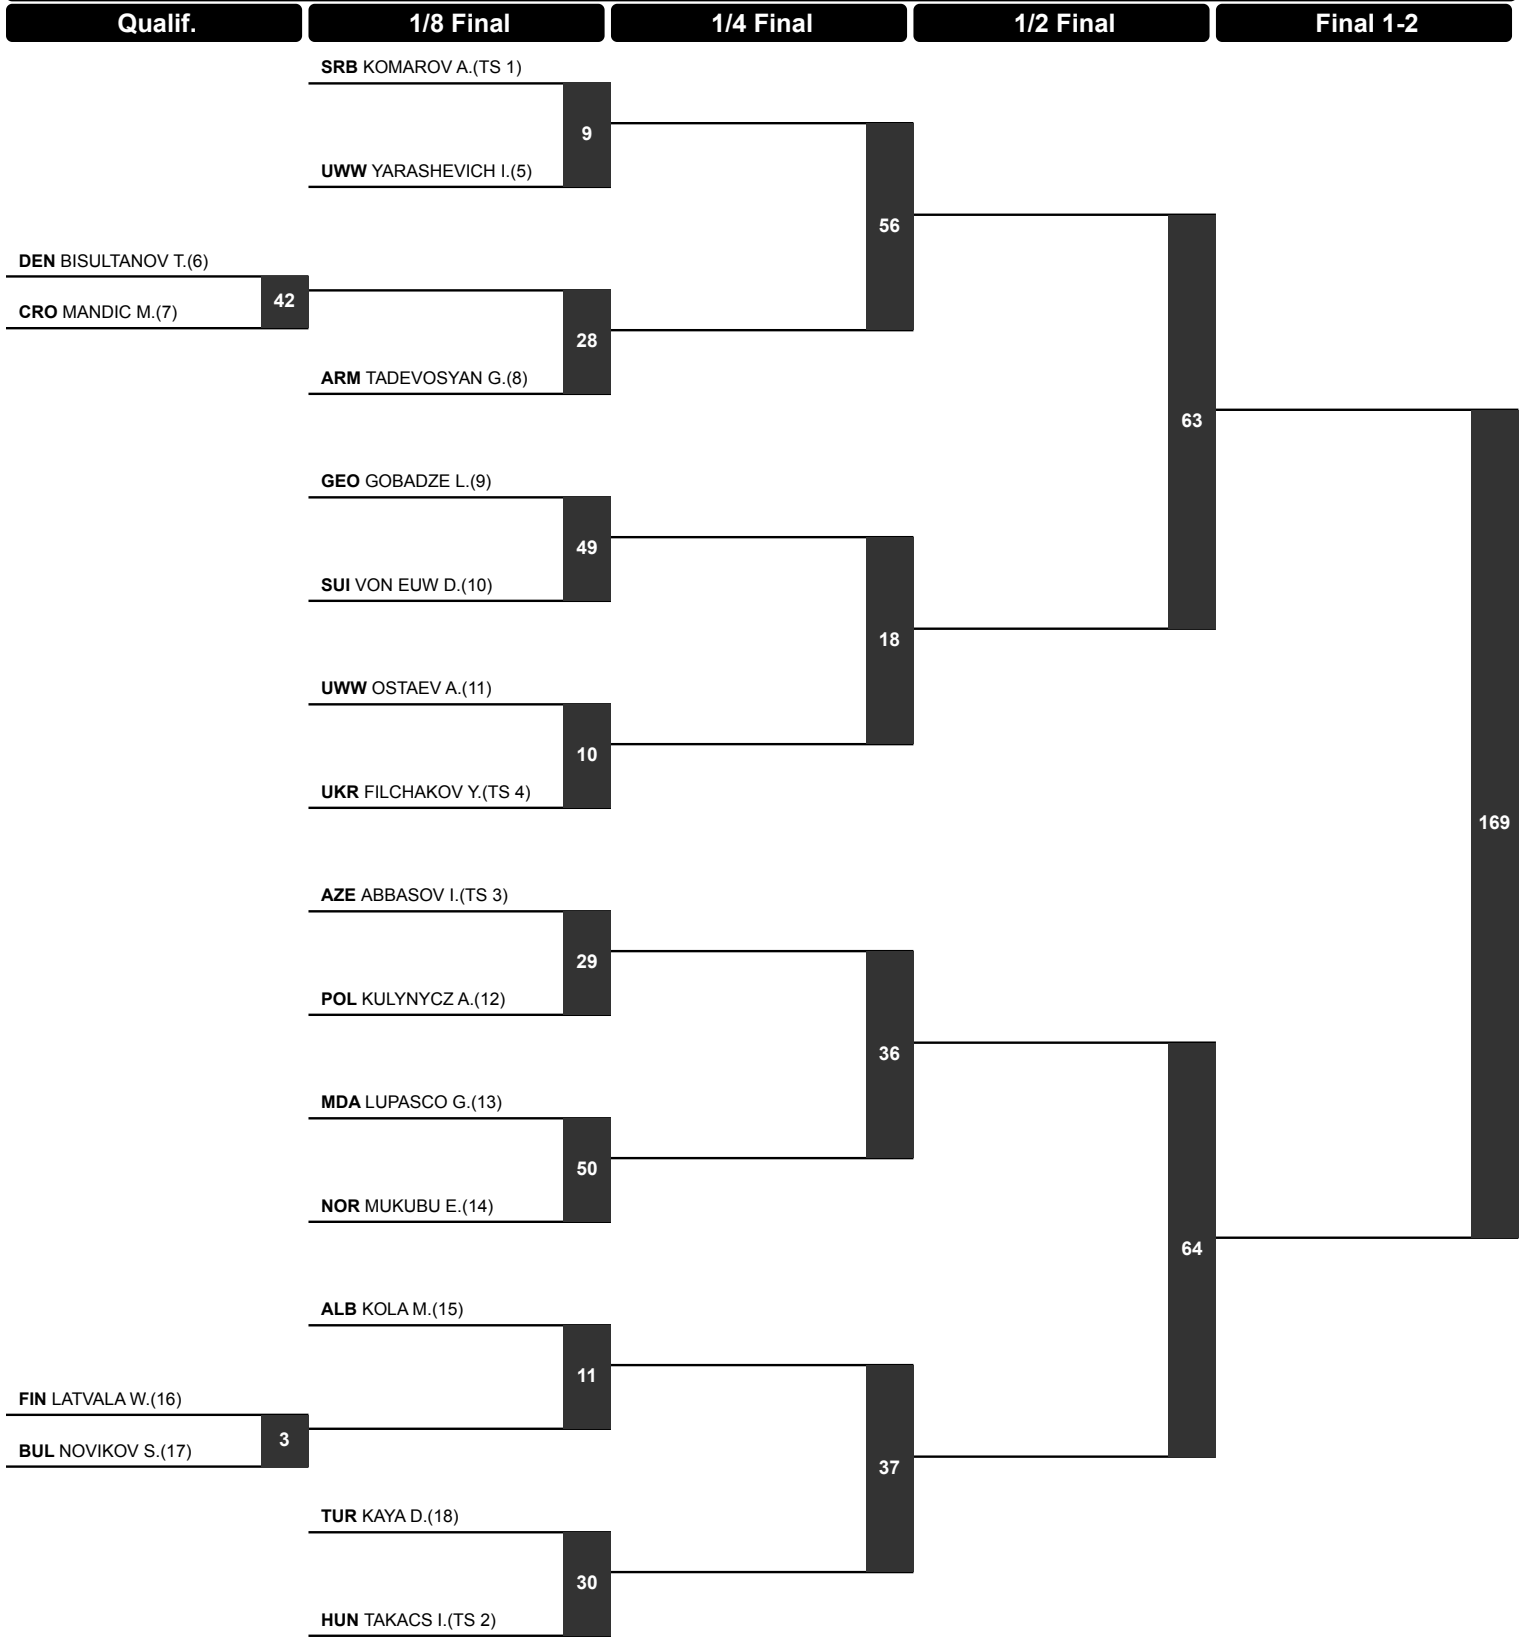 Qualif.
1/8 Final
1/4 Final
1/2 Final
Final 1-2
SRB KOMAROV A.(TS 1)
9
UWW YARASHEVICH I.(5)
56
DEN BISULTANOV T.(6)
42
CRO MANDIC M.(7)
28
ARM TADEVOSYAN G.(8)
63
GEO GOBADZE L.(9)
49
SUI VON EUW D.(10)
18
UWW OSTAEV A.(11)
10
UKR FILCHAKOV Y.(TS 4)
169
AZE ABBASOV I.(TS 3)
29
POL KULYNYCZ A.(12)
36
MDA LUPASCO G.(13)
50
NOR MUKUBU E.(14)
64
ALB KOLA M.(15)
11
FIN LATVALA W.(16)
3
BUL NOVIKOV S.(17)
37
TUR KAYA D.(18)
30
HUN TAKACS I.(TS 2)